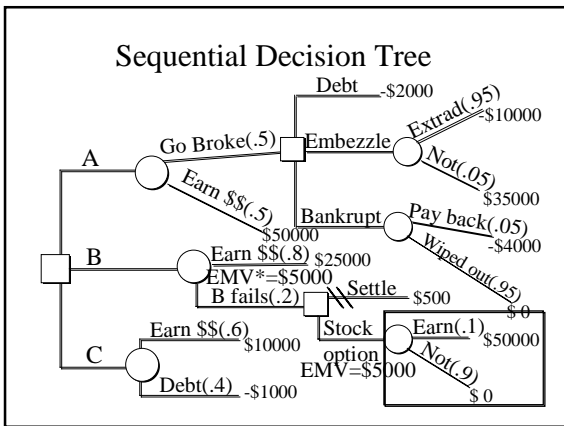 Sequential Decision Tree
Debt
-$2000
Extrad(.95)
-$10000
Go Broke(.5)
Embezzle
Not(.05)
$35000
A
Earn $$(.5)
$50000
Bankrupt
Pay back(.05)
-$4000
Wiped out(.95)
$ 0
B
Earn $$(.8)
$25000
EMV*=$5000
B fails(.2)
Settle
$500
Stock
option
EMV=$5000
Earn(.1)
$50000
Not(.9)
$ 0
C
Earn $$(.6)
$10000
Debt(.4)
-$1000